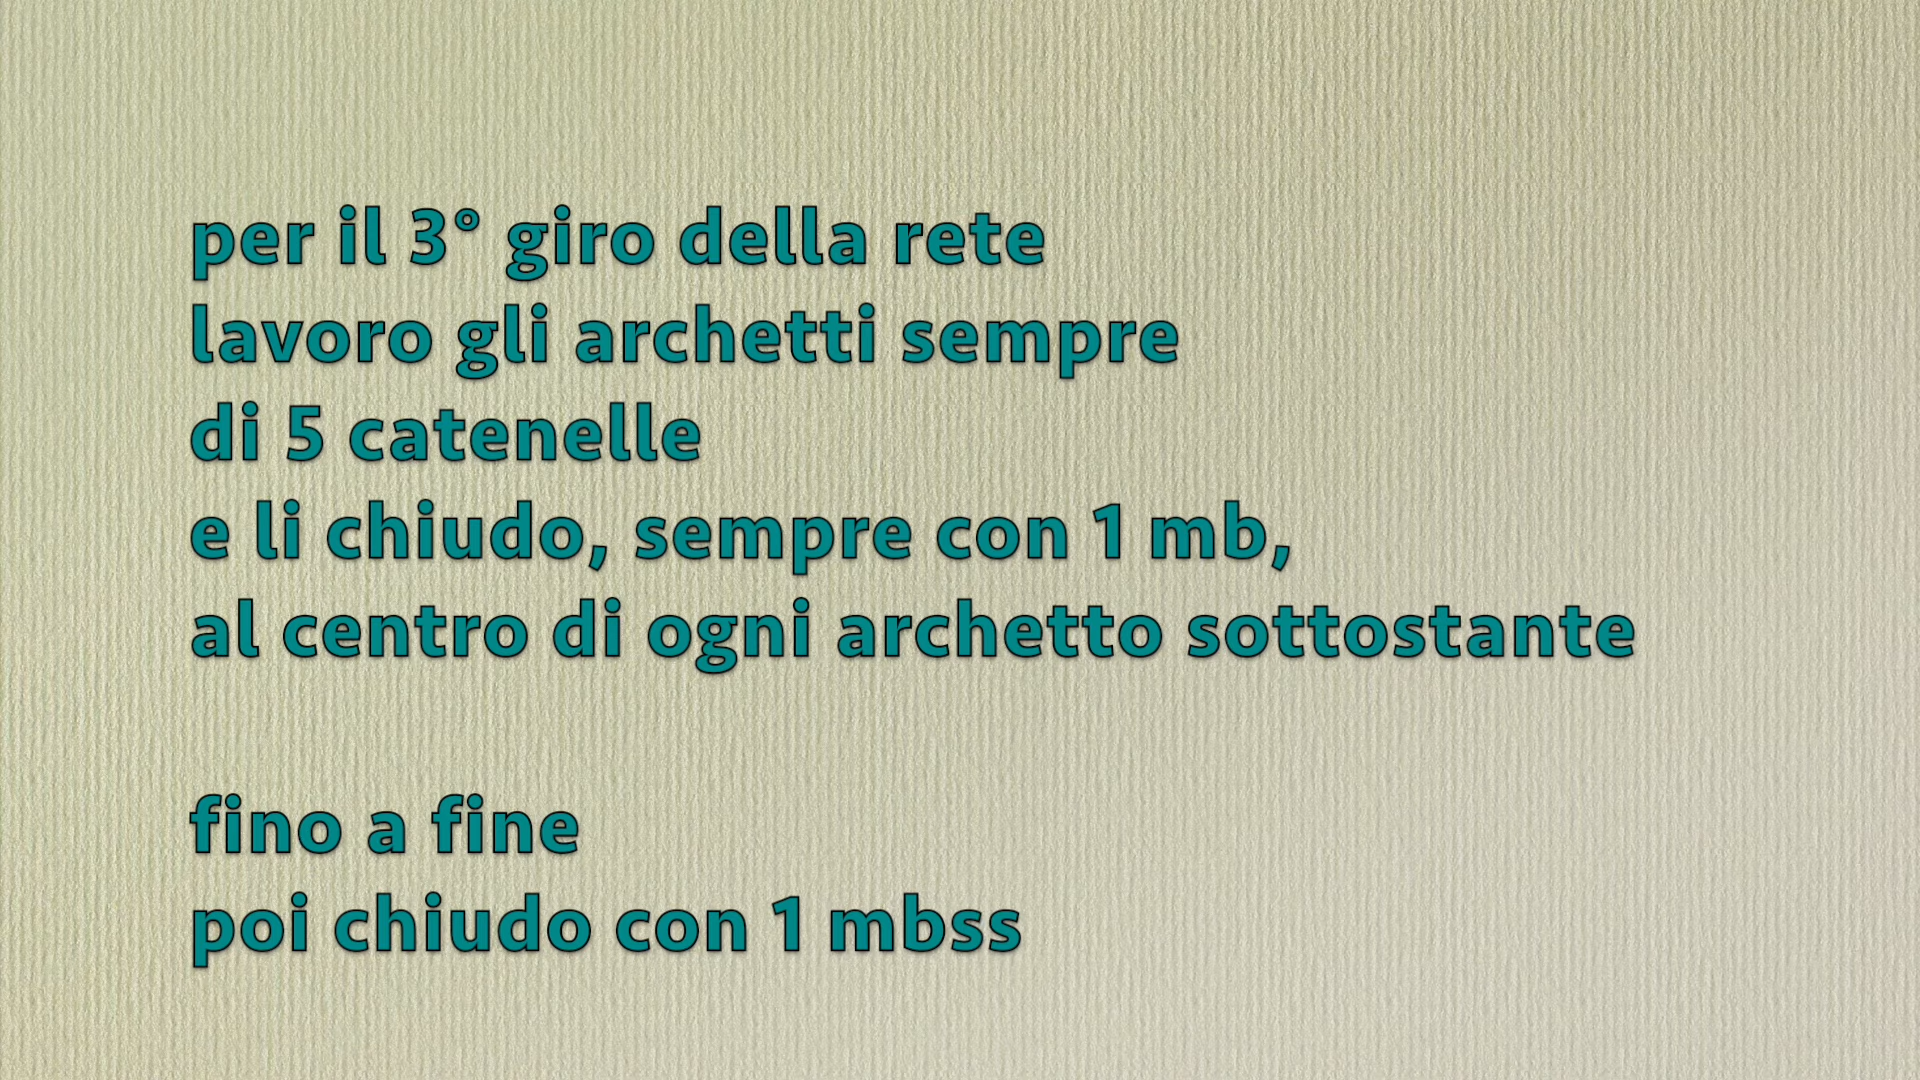 per il 3° giro della rete
lavoro gli archetti sempre
di 5 catenelle
e li chiudo, sempre con 1 mb,
al centro di ogni archetto sottostante
fino a fine
poi chiudo con 1 mbss